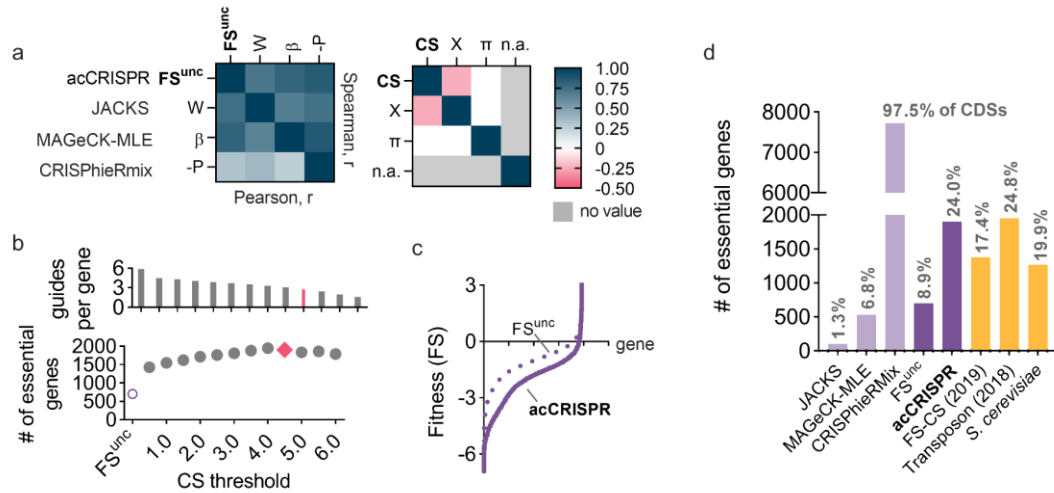 a
FS^unc
W
β
-P
acCRISPR
JACKS
MAGeCK-MLE
CRISPhieRmix
FS^unc
W
β
-P
Spearman, r
Pearson, r
CS
X
π
n.a.
CS
X
π
n.a.
1.00
0.75
0.50
0.25
0
-0.25
-0.50
no value
b
guides
per gene
6
3
0
# of essential
genes
2000
1500
1000
500
0
FS^unc
1.0
2.0
3.0
4.0
5.0
6.0
CS threshold
c
Fitness (FS)
3
0
-3
-6
FS^unc
gene
acCRISPR
d
# of essential genes
8000
7000
6000
2000
1500
1000
500
0
97.5% of CDSs
1.3%
6.8%
8.9%
24.0%
17.4%
24.8%
19.9%
JACKS
MAGeCK-MLE
CRISPhieRMix
FS^unc
acCRISPR
FS-CS (2019)
Transposon (2018)
S. cerevisiae